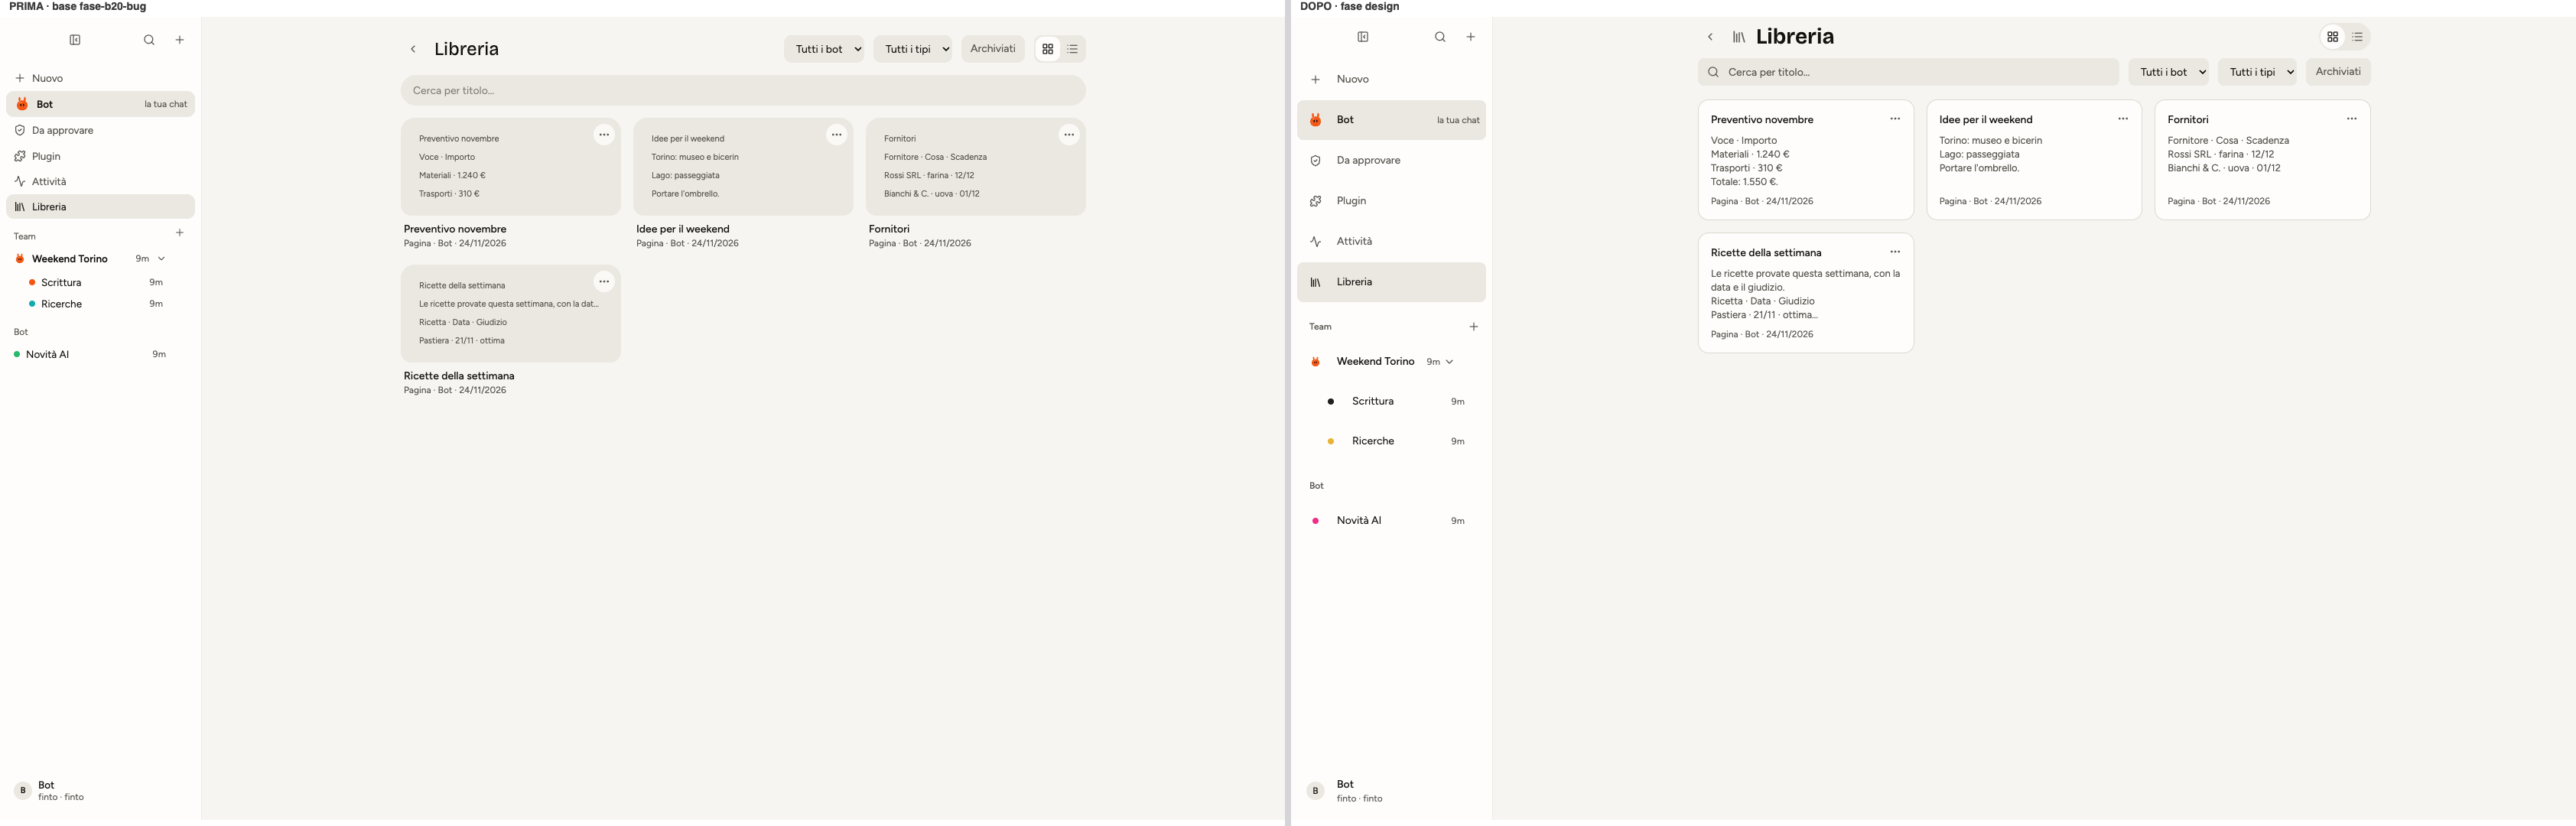 PRIMA · base fase-b20-bug
Nuovo
Bot la tua chat
Da approvare
Plugin
Attività
Libreria
Team
Weekend Torino 9m
Scrittura 9m
Ricerche 9m
Bot
Novità AI 9m
B
Bot
finto · finto
Libreria
Tutti i bot
Tutti i tipi
Archiviati
Cerca per titolo...
Preventivo novembre
Voce · Importo
Materiali · 1.240 €
Trasporti · 310 €
Preventivo novembre
Pagina · Bot · 24/11/2026
Idee per il weekend
Torino: museo e bicerin
Lago: passeggiata
Portare l'ombrello.
Idee per il weekend
Pagina · Bot · 24/11/2026
Fornitori
Fornitore · Cosa · Scadenza
Rossi SRL · farina · 12/12
Bianchi & C. · uova · 01/12
Fornitori
Pagina · Bot · 24/11/2026
Ricette della settimana
Le ricette provate questa settimana, con la dat...
Ricetta · Data · Giudizio
Pastiera · 21/11 · ottima
Ricette della settimana
Pagina · Bot · 24/11/2026
DOPO · fase design
Nuovo
Bot la tua chat
Da approvare
Plugin
Attività
Libreria
Team
Weekend Torino 9m
Scrittura 9m
Ricerche 9m
Bot
Novità AI 9m
B
Bot
finto · finto
Libreria
Cerca per titolo...
Tutti i bot
Tutti i tipi
Archiviati
Preventivo novembre
Voce · Importo
Materiali · 1.240 €
Trasporti · 310 €
Totale: 1.550 €.
Pagina · Bot · 24/11/2026
Idee per il weekend
Torino: museo e bicerin
Lago: passeggiata
Portare l'ombrello.
Pagina · Bot · 24/11/2026
Fornitori
Fornitore · Cosa · Scadenza
Rossi SRL · farina · 12/12
Bianchi & C. · uova · 01/12
Pagina · Bot · 24/11/2026
Ricette della settimana
Le ricette provate questa settimana, con la
data e il giudizio.
Ricetta · Data · Giudizio
Pastiera · 21/11 · ottima...
Pagina · Bot · 24/11/2026